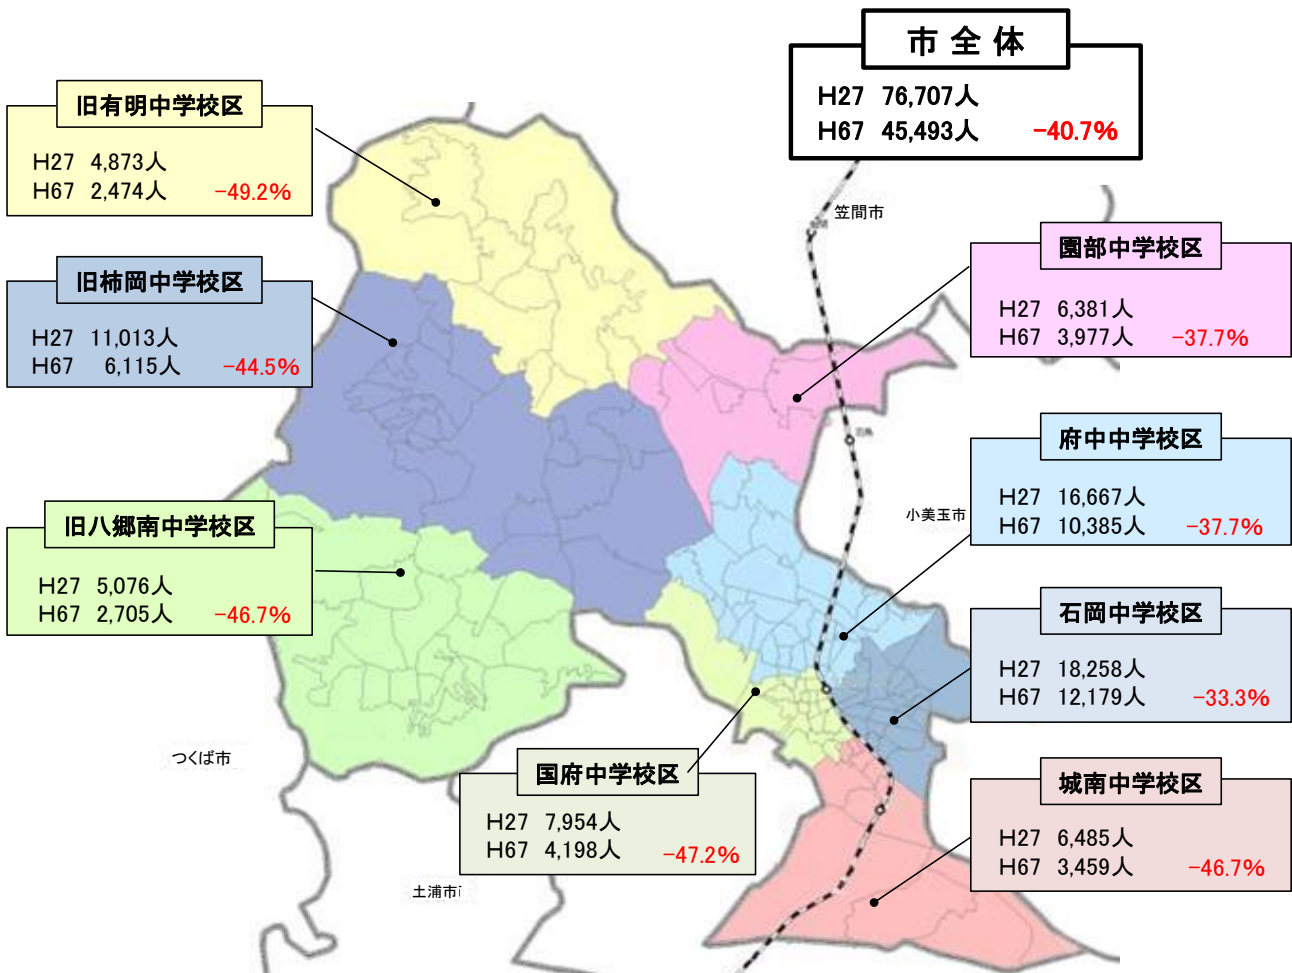 市全体
H27 76,707人
H67 45,493人 -40.7%
旧有明中学校区
H27 4,873人
H67 2,474人 -49.2%
笠間市
園部中学校区
H27 6,381人
H67 3,977人 -37.7%
旧柿岡中学校区
H27 11,013人
H67 6,115人 -44.5%
府中中学校区
H27 16,667人
H67 10,385人 -37.7%
小美玉市
旧八郷南中学校区
H27 5,076人
H67 2,705人 -46.7%
石岡中学校区
H27 18,258人
H67 12,179人 -33.3%
つくば市
国府中学校区
H27 7,954人
H67 4,198人 -47.2%
城南中学校区
H27 6,485人
H67 3,459人 -46.7%
土浦市